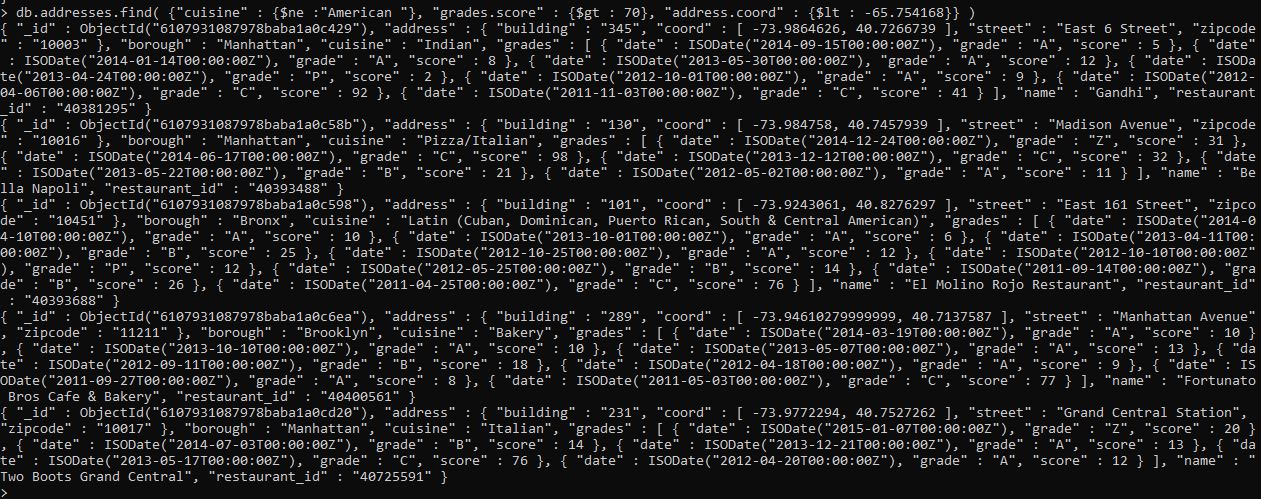 > db.addresses.find( {"cuisine" : {$ne :"American "}, "grades.score" : {$gt : 70}, "address.coord" : {$lt : -65.754168}} )
{ "_id" : ObjectId("6107931087978baba1a0c429"), "address" : { "building" : "345", "coord" : [ -73.9864626, 40.7266739 ], "street" : "East 6 Street", "zipcode
" : "10003" }, "borough" : "Manhattan", "cuisine" : "Indian", "grades" : [ { "date" : ISODate("2014-09-15T00:00:00Z"), "grade" : "A", "score" : 5 }, { "date"
 : ISODate("2014-01-14T00:00:00Z"), "grade" : "A", "score" : 8 }, { "date" : ISODate("2013-05-30T00:00:00Z"), "grade" : "A", "score" : 12 }, { "date" : ISODa
te("2013-04-24T00:00:00Z"), "grade" : "P", "score" : 2 }, { "date" : ISODate("2012-10-01T00:00:00Z"), "grade" : "A", "score" : 9 }, { "date" : ISODate("2012-
04-06T00:00:00Z"), "grade" : "C", "score" : 92 }, { "date" : ISODate("2011-11-03T00:00:00Z"), "grade" : "C", "score" : 41 } ], "name" : "Gandhi", "restaurant
_id" : "40381295" }
{ "_id" : ObjectId("6107931087978baba1a0c58b"), "address" : { "building" : "130", "coord" : [ -73.984758, 40.7457939 ], "street" : "Madison Avenue", "zipcode
" : "10016" }, "borough" : "Manhattan", "cuisine" : "Pizza/Italian", "grades" : [ { "date" : ISODate("2014-12-24T00:00:00Z"), "grade" : "Z", "score" : 31 },
{ "date" : ISODate("2014-06-17T00:00:00Z"), "grade" : "C", "score" : 98 }, { "date" : ISODate("2013-12-12T00:00:00Z"), "grade" : "C", "score" : 32 }, { "date
" : ISODate("2013-05-22T00:00:00Z"), "grade" : "B", "score" : 21 }, { "date" : ISODate("2012-05-02T00:00:00Z"), "grade" : "A", "score" : 11 } ], "name" : "Be
lla Napoli", "restaurant_id" : "40393488" }
{ "_id" : ObjectId("6107931087978baba1a0c598"), "address" : { "building" : "101", "coord" : [ -73.9243061, 40.8276297 ], "street" : "East 161 Street", "zipco
de" : "10451" }, "borough" : "Bronx", "cuisine" : "Latin (Cuban, Dominican, Puerto Rican, South & Central American)", "grades" : [ { "date" : ISODate("2014-0
4-10T00:00:00Z"), "grade" : "A", "score" : 10 }, { "date" : ISODate("2013-10-01T00:00:00Z"), "grade" : "A", "score" : 6 }, { "date" : ISODate("2013-04-11T00:
00:00Z"), "grade" : "B", "score" : 25 }, { "date" : ISODate("2012-10-25T00:00:00Z"), "grade" : "A", "score" : 12 }, { "date" : ISODate("2012-10-10T00:00:00Z"
), "grade" : "P", "score" : 12 }, { "date" : ISODate("2012-05-25T00:00:00Z"), "grade" : "B", "score" : 14 }, { "date" : ISODate("2011-09-14T00:00:00Z"), "gra
de" : "B", "score" : 26 }, { "date" : ISODate("2011-04-25T00:00:00Z"), "grade" : "C", "score" : 76 } ], "name" : "El Molino Rojo Restaurant", "restaurant_id"
 : "40393688" }
{ "_id" : ObjectId("6107931087978baba1a0c6ea"), "address" : { "building" : "289", "coord" : [ -73.94610279999999, 40.7137587 ], "street" : "Manhattan Avenue"
, "zipcode" : "11211" }, "borough" : "Brooklyn", "cuisine" : "Bakery", "grades" : [ { "date" : ISODate("2014-03-19T00:00:00Z"), "grade" : "A", "score" : 10 }
, { "date" : ISODate("2013-10-10T00:00:00Z"), "grade" : "A", "score" : 10 }, { "date" : ISODate("2013-05-07T00:00:00Z"), "grade" : "A", "score" : 13 }, { "da
te" : ISODate("2012-09-11T00:00:00Z"), "grade" : "B", "score" : 18 }, { "date" : ISODate("2012-04-18T00:00:00Z"), "grade" : "A", "score" : 9 }, { "date" : IS
ODate("2011-09-27T00:00:00Z"), "grade" : "A", "score" : 8 }, { "date" : ISODate("2011-05-03T00:00:00Z"), "grade" : "C", "score" : 77 } ], "name" : "Fortunato
 Bros Cafe & Bakery", "restaurant_id" : "40400561" }
{ "_id" : ObjectId("6107931087978baba1a0cd20"), "address" : { "building" : "231", "coord" : [ -73.9772294, 40.7527262 ], "street" : "Grand Central Station",
"zipcode" : "10017" }, "borough" : "Manhattan", "cuisine" : "Italian", "grades" : [ { "date" : ISODate("2015-01-07T00:00:00Z"), "grade" : "Z", "score" : 20 }
, { "date" : ISODate("2014-07-03T00:00:00Z"), "grade" : "B", "score" : 14 }, { "date" : ISODate("2013-12-21T00:00:00Z"), "grade" : "A", "score" : 13 }, { "da
te" : ISODate("2013-05-17T00:00:00Z"), "grade" : "C", "score" : 76 }, { "date" : ISODate("2012-04-20T00:00:00Z"), "grade" : "A", "score" : 12 } ], "name" : "
Two Boots Grand Central", "restaurant_id" : "40725591" }
>